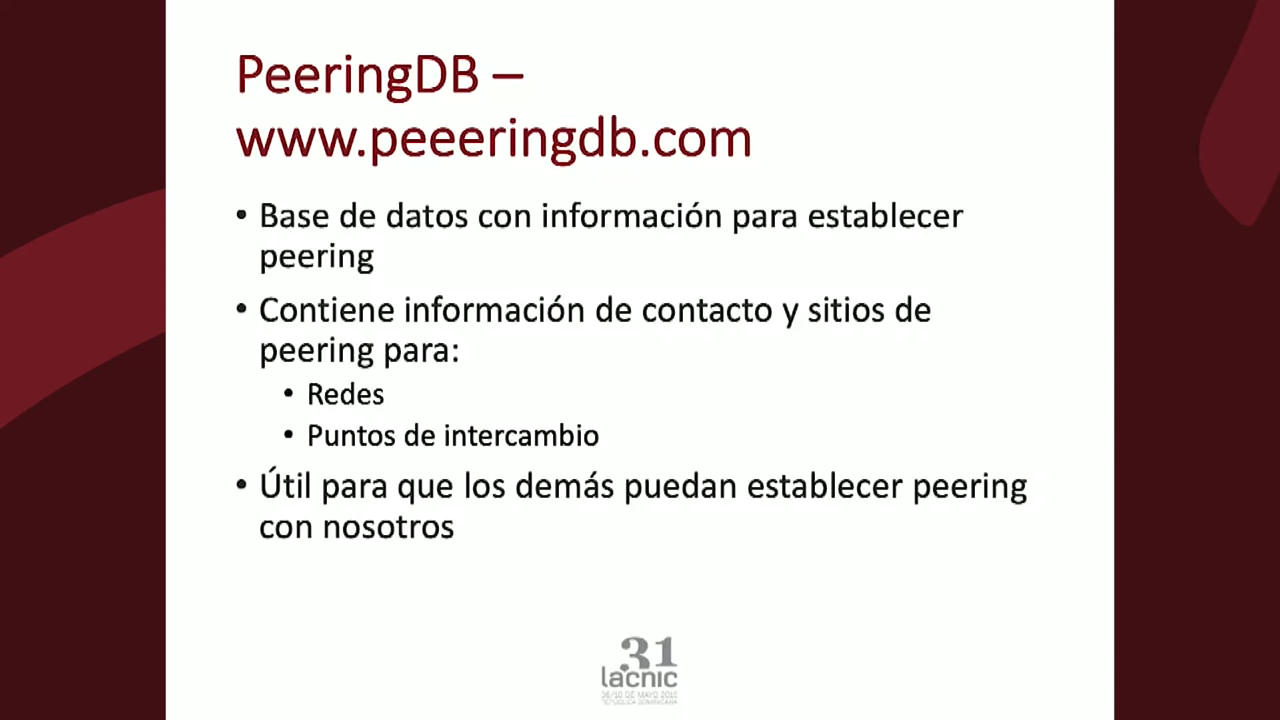 PeeringDB –
www.peeeringdb.com
• Base de datos con información para establecer
peering
• Contiene información de contacto y sitios de
peering para:
• Redes
• Puntos de intercambio
• Útil para que los demás puedan establecer peering
con nosotros
31
lacnic